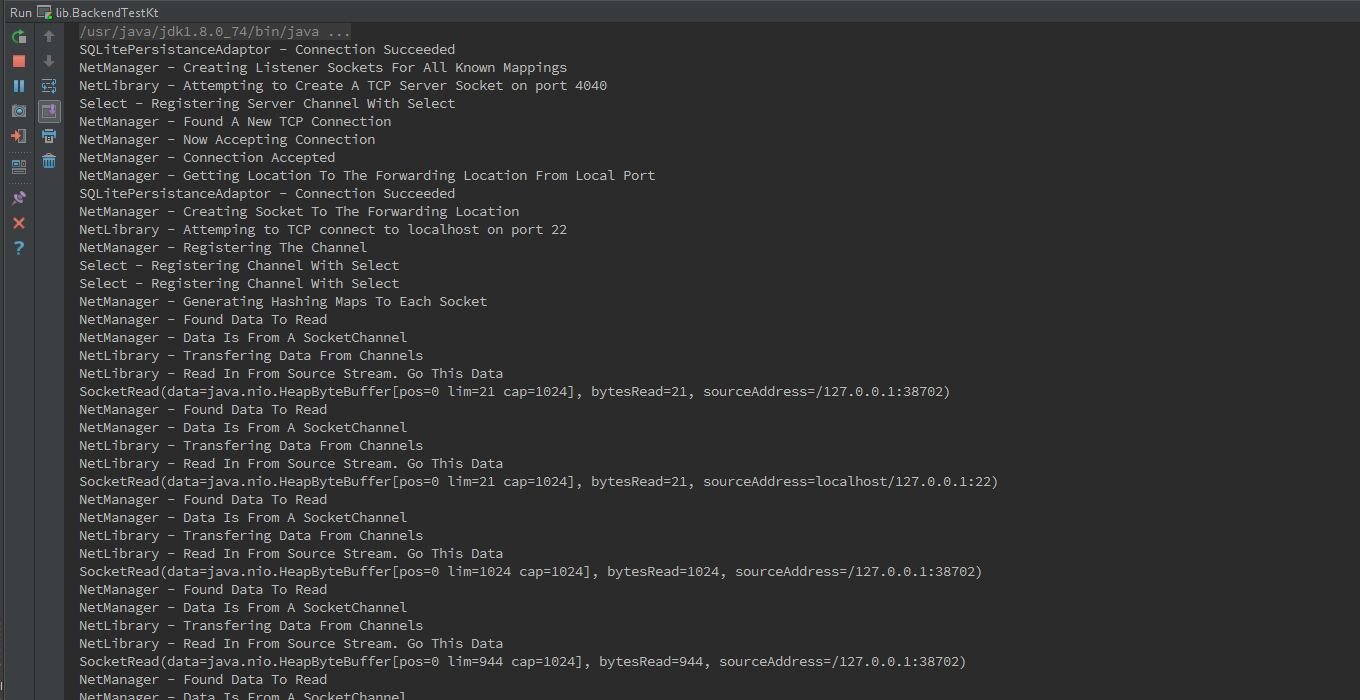 Run lib.BackendTestKt
/usr/java/jdk1.8.0_74/bin/java ...
SQLitePersistanceAdaptor - Connection Succeeded
NetManager - Creating Listener Sockets For All Known Mappings
NetLibrary - Attempting to Create A TCP Server Socket on port 4040
Select - Registering Server Channel With Select
NetManager - Found A New TCP Connection
NetManager - Now Accepting Connection
NetManager - Connection Accepted
NetManager - Getting Location To The Forwarding Location From Local Port
SQLitePersistanceAdaptor - Connection Succeeded
NetManager - Creating Socket To The Forwarding Location
NetLibrary - Attemping to TCP connect to localhost on port 22
NetManager - Registering The Channel
Select - Registering Channel With Select
Select - Registering Channel With Select
NetManager - Generating Hashing Maps To Each Socket
NetManager - Found Data To Read
NetManager - Data Is From A SocketChannel
NetLibrary - Transfering Data From Channels
NetLibrary - Read In From Source Stream. Go This Data
SocketRead(data=java.nio.HeapByteBuffer[pos=0 lim=21 cap=1024], bytesRead=21, sourceAddress=/127.0.0.1:38702)
NetManager - Found Data To Read
NetManager - Data Is From A SocketChannel
NetLibrary - Transfering Data From Channels
NetLibrary - Read In From Source Stream. Go This Data
SocketRead(data=java.nio.HeapByteBuffer[pos=0 lim=21 cap=1024], bytesRead=21, sourceAddress=localhost/127.0.0.1:22)
NetManager - Found Data To Read
NetManager - Data Is From A SocketChannel
NetLibrary - Transfering Data From Channels
NetLibrary - Read In From Source Stream. Go This Data
SocketRead(data=java.nio.HeapByteBuffer[pos=0 lim=1024 cap=1024], bytesRead=1024, sourceAddress=/127.0.0.1:38702)
NetManager - Found Data To Read
NetManager - Data Is From A SocketChannel
NetLibrary - Transfering Data From Channels
NetLibrary - Read In From Source Stream. Go This Data
SocketRead(data=java.nio.HeapByteBuffer[pos=0 lim=944 cap=1024], bytesRead=944, sourceAddress=/127.0.0.1:38702)
NetManager - Found Data To Read
NetManager - Data Is From A SocketChannel